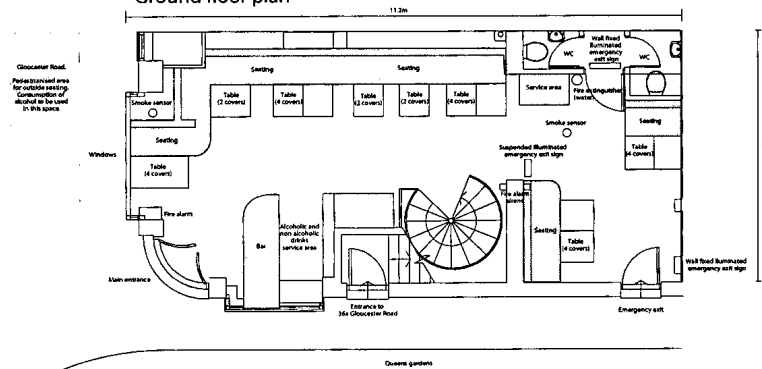 Ground floor plan
11.2m
Gloucester Road.
Pedestrianised area
for outside seating.
Consumption of
alcohol to be used
in this space.
Smoke sensor
Seating
Seating
Table
(2 covers)
Table
(4 covers)
Table
(2 covers)
Table
(2 covers)
Table
(4 covers)
WC
Wall fixed
illuminated
emergency
exit sign
WC
Service area
Fire extinguisher
(water)
Smoke sensor
Seating
Table
(4 covers)
Seating
Windows
Table
(4 covers)
Suspended illuminated
emergency exit sign
Fire alarm
Fire alarm
Bar
Alcoholic and
non alcoholic
drinks
service area
Seating
Table
(4 covers)
Main entrance
Wall fixed illuminated
emergency exit sign
Entrance to
36a Gloucester Road
Emergency exit
Queens gardens